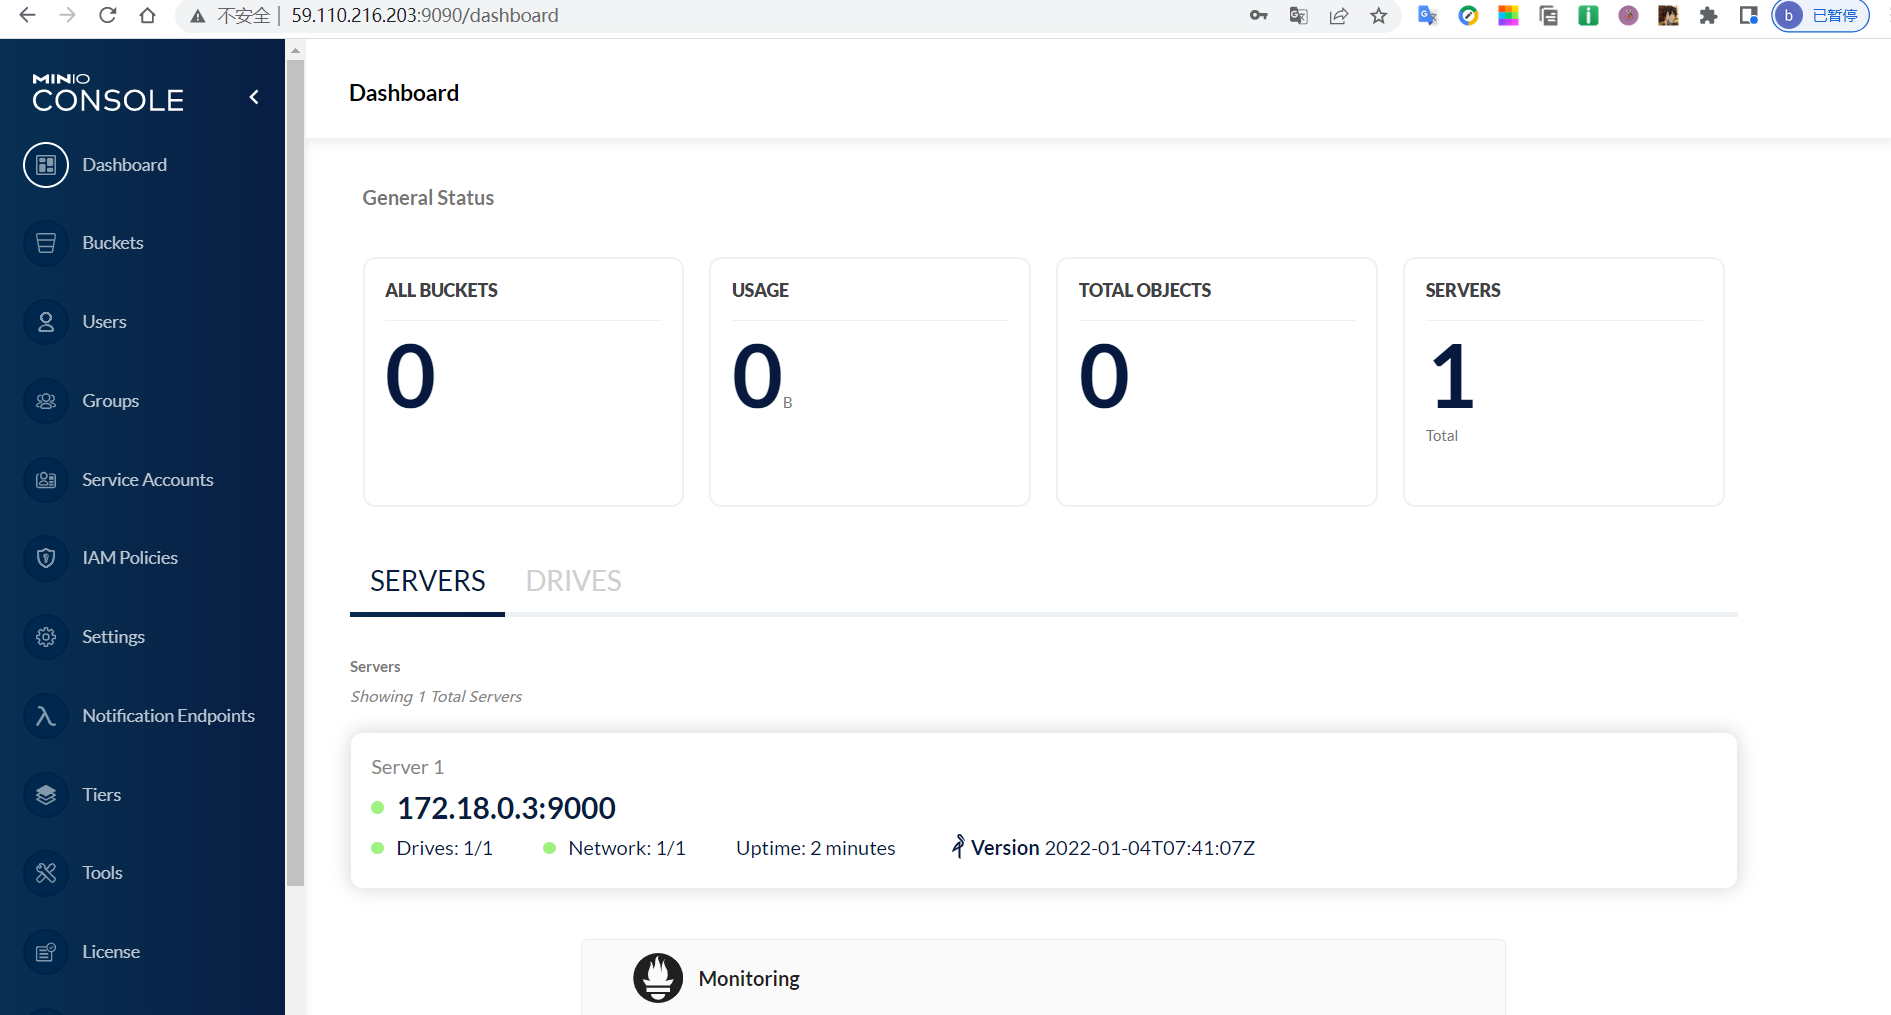 不安全 | 59.110.216.203:9090/dashboard
b 已暂停
MINIO
CONSOLE
Dashboard
Buckets
Users
Groups
Service Accounts
IAM Policies
Settings
Notification Endpoints
Tiers
Tools
License
Dashboard
General Status
ALL BUCKETS
0
USAGE
0 B
TOTAL OBJECTS
0
SERVERS
1
Total
SERVERS DRIVES
Servers
Showing 1 Total Servers
Server 1
172.18.0.3:9000
Drives: 1/1 Network: 1/1 Uptime: 2 minutes Version 2022-01-04T07:41:07Z
Monitoring